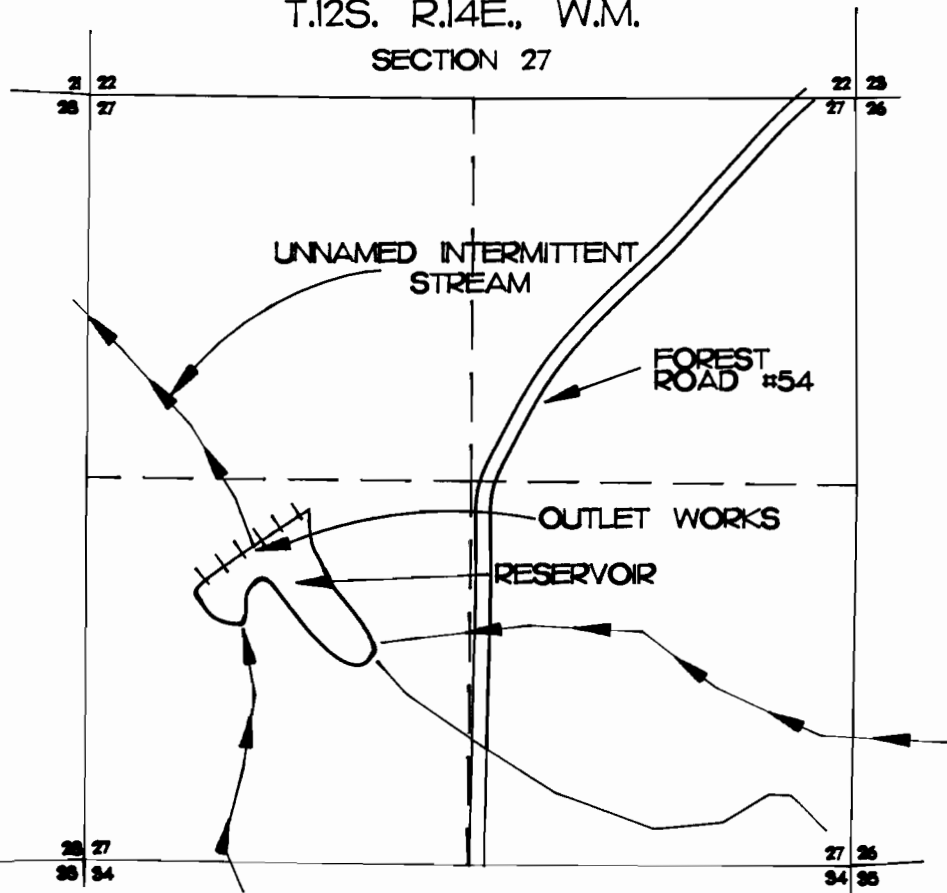 T.12S. R.14E., W.M.
SECTION 27
21 22
28 27
22 23
27 26
UNNAMED INTERMITTENT
STREAM
FOREST
ROAD #54
OUTLET WORKS
RESERVOIR
28 27
33 34
27 26
34 35